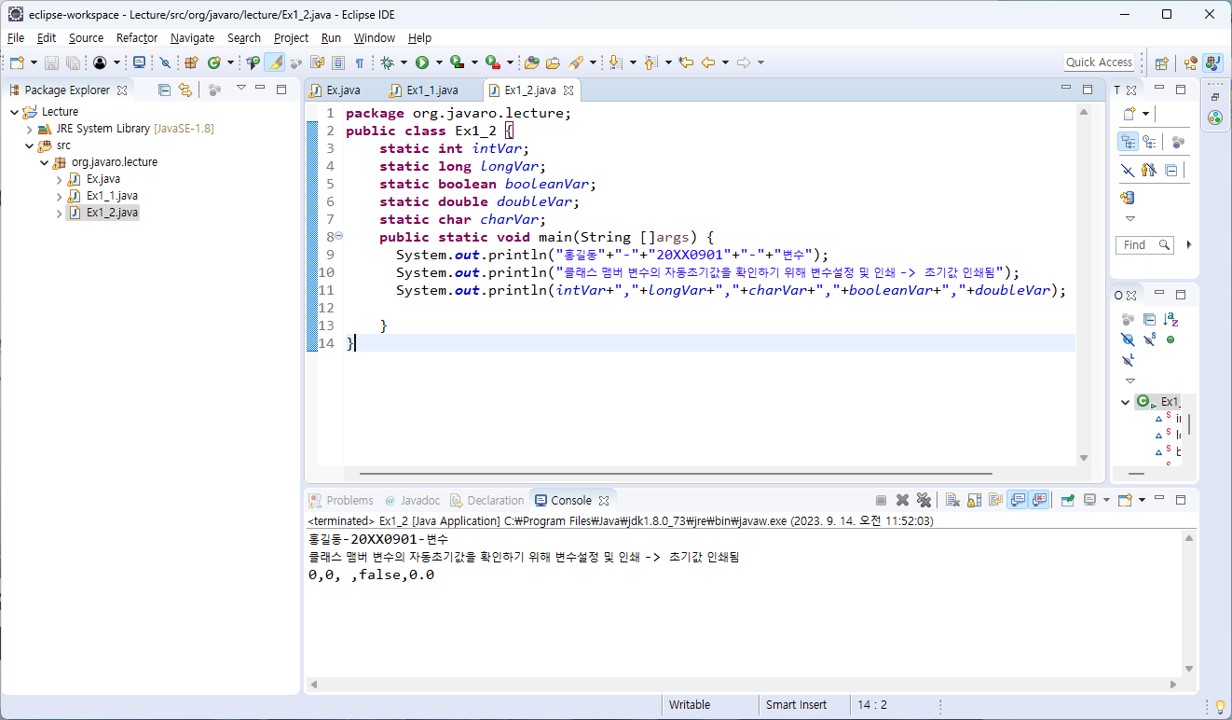 eclipse-workspace - Lecture/src/org/javaro/lecture/Ex1_2.java - Eclipse IDE
File Edit Source Refactor Navigate Search Project Run Window Help
Quick Access
Package Explorer
Lecture
JRE System Library [JavaSE-1.8]
src
org.javaro.lecture
Ex.java
Ex1_1.java
Ex1_2.java
Ex.java Ex1_1.java Ex1_2.java
1 package org.javaro.lecture;
2 public class Ex1_2 {
3 static int intVar;
4 static long longVar;
5 static boolean booleanVar;
6 static double doubleVar;
7 static char charVar;
8 public static void main(String []args) {
9 System.out.println("홍길동"+"-"+"20XX0901"+"-"+"변수");
10 System.out.println("클래스 맴버 변수의 자동초기값을 확인하기 위해 변수설정 및 인쇄 -> 초기값 인쇄됨");
11 System.out.println(intVar+","+longVar+","+charVar+","+booleanVar+","+doubleVar);
12
13 }
14 }
T
Find
O
Ex1_
Problems Javadoc Declaration Console
<terminated> Ex1_2 [Java Application] C:₩Program Files₩Java₩jdk1.8.0_73₩jre₩bin₩javaw.exe (2023. 9. 14. 오전 11:52:03)
홍길동-20XX0901-변수
클래스 맴버 변수의 자동초기값을 확인하기 위해 변수설정 및 인쇄 -> 초기값 인쇄됨
0,0, ,false,0.0
Writable Smart Insert 14 : 2